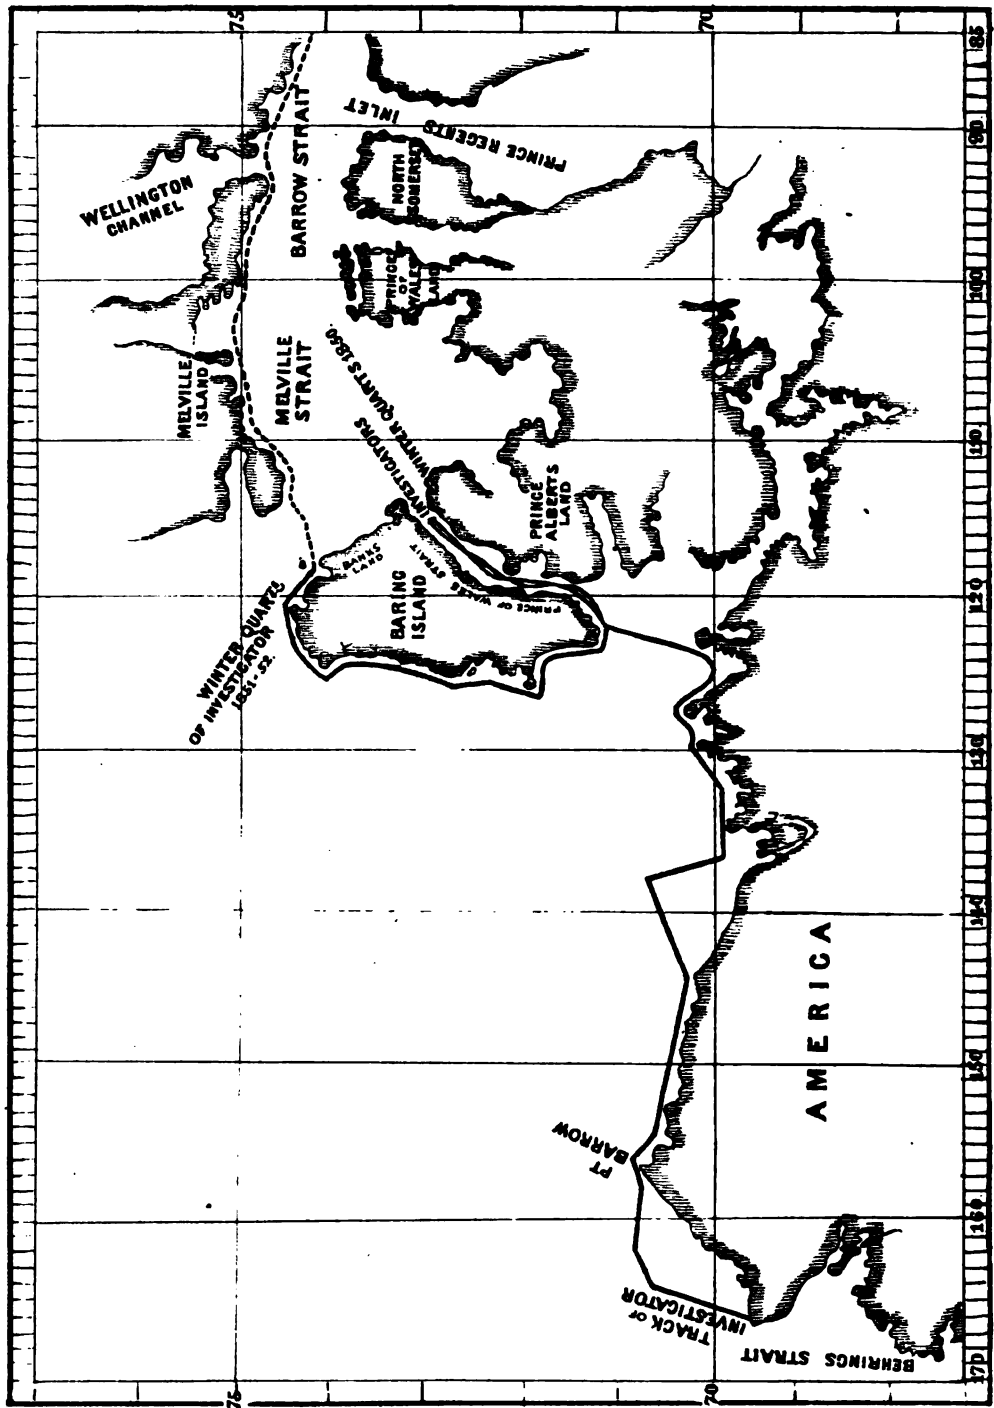 75
70
85
90
100
110
120
130
140
150
160
170
75
70
WELLINGTON
CHANNEL
BARROW STRAIT
PRINCE REGENTS INLET
NORTH
SOMERSET
PRINCE
OF
WALES
LAND
MELVILLE
ISLAND
MELVILLE
STRAIT
INVESTIGATORS
WINTER QUARTS 1850
PRINCE
ALBERTS
LAND
BANKS
LAND
BARING
ISLAND
PRINCE OF WALES STRAIT
WINTER QUARTS
OF INVESTIGATOR
1851-52.
AMERICA
PT
BARROW
TRACK OF
INVESTIGATOR
BEHRINGS STRAIT